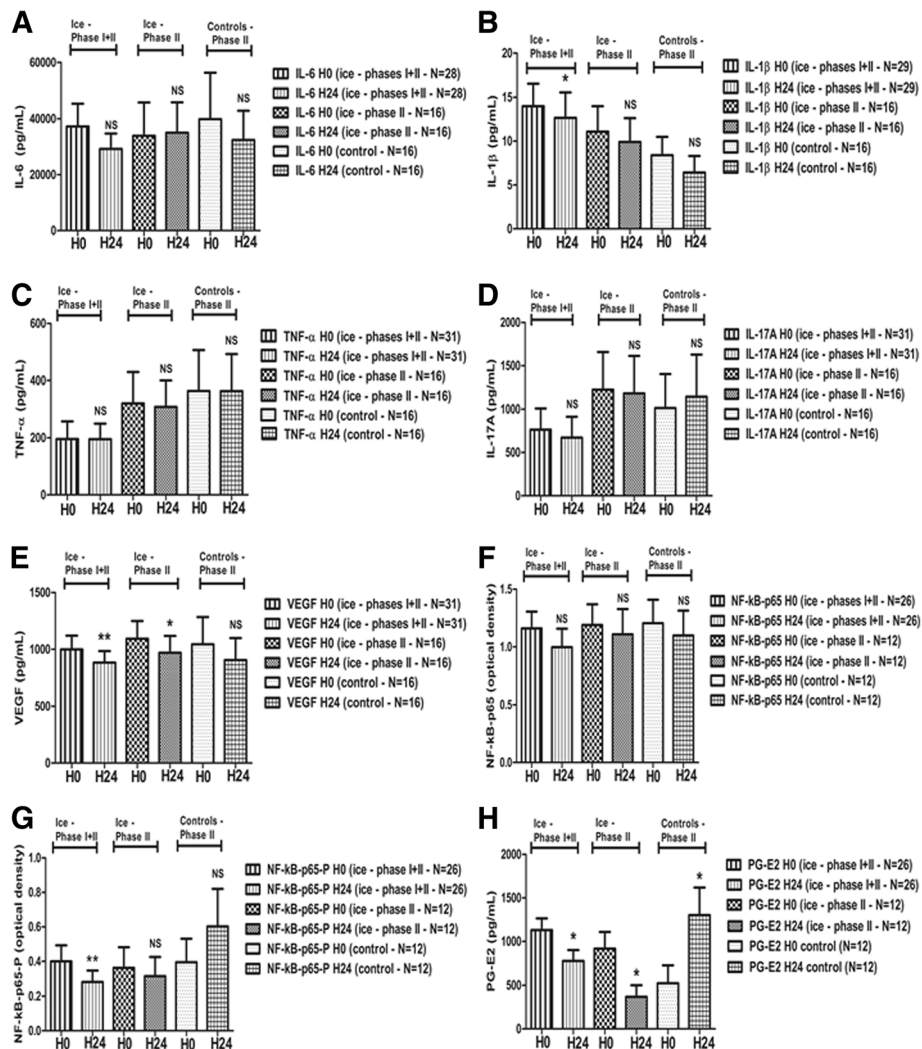 A
Ice -
Phase I+II
Ice -
Phase II
Controls -
Phase II
IL-6
(pg/mL)
60000
40000
20000
0
NS
NS
NS
H0 H24 H0 H24 H0 H24
IL-6 H0 (ice - phases I+II - N=28)
IL-6 H24 (ice - phases I+II - N=28)
IL-6 H0 (ice - phase II - N=16)
IL-6 H24 (ice - phase II - N=16)
IL-6 H0 (control - N=16)
IL-6 H24 (control - N=16)
B
Ice -
Phase I+II
Ice -
Phase II
Controls -
Phase II
IL-1β
(pg/mL)
20
15
10
5
0
*
NS
NS
H0 H24 H0 H24 H0 H24
IL-1β H0 (ice - phases I+II - N=29)
IL-1β H24 (ice - phases I+II - N=29)
IL-1β H0 (ice - phase II - N=16)
IL-1β H24 (ice - phase II - N=16)
IL-1β H0 (control - N=16)
IL-1β H24 (control - N=16)
C
Ice -
Phase I+II
Ice -
Phase II
Controls -
Phase II
TNF-α (pg/mL)
600
400
200
0
NS
NS
NS
H0 H24 H0 H24 H0 H24
TNF-α H0 (ice - phases I+II - N=31)
TNF-α H24 (ice - phases I+II - N=31)
TNF-α H0 (ice - phase II - N=16)
TNF-α H24 (ice - phase II - N=16)
TNF-α H0 (control - N=16)
TNF-α H24 (control - N=16)
D
Ice -
Phase I+II
Ice -
Phase II
Controls -
Phase II
IL-17A (pg/mL)
2000
1500
1000
500
0
NS
NS
NS
H0 H24 H0 H24 H0 H24
IL-17A H0 (ice - phases I+II - N=31)
IL-17A H24 (ice - phases I+II - N=31)
IL-17A H0 (ice - phase II - N=16)
IL-17A H24 (ice - phase II - N=16)
IL-17A H0 (control - N=16)
IL-17A H24 (control - N=16)
E
Ice -
Phase I+II
Ice -
Phase II
Controls -
Phase II
VEGF (pg/mL)
1500
1000
500
0
**
*
NS
H0 H24 H0 H24 H0 H24
VEGF H0 (ice - phases I+II - N=31)
VEGF H24 (ice - phases I+II - N=31)
VEGF H0 (ice - phase II - N=16)
VEGF H24 (ice - phase II - N=16)
VEGF H0 (control - N=16)
VEGF H24 (control - N=16)
F
Ice -
Phase I+II
Ice -
Phase II
Controls -
Phase II
NF-kB-p65 (optical density)
1.5
1.0
0.5
0.0
NS
NS
NS
H0 H24 H0 H24 H0 H24
NF-kB-p65 H0 (ice - phases I+II - N=26)
NF-kB-p65 H24 (ice - phases I+II - N=26)
NF-kB-p65 H0 (ice - phase II - N=12)
NF-kB-p65 H24 (ice - phase II - N=12)
NF-kB-p65 H0 (control - N=12)
NF-kB-p65 H24 (control - N=12)
G
Ice -
Phase I+II
Ice -
Phase II
Controls -
Phase II
NF-kB-p65-P (optical density)
1.0
0.8
0.6
0.4
0.2
0.0
**
NS
NS
H0 H24 H0 H24 H0 H24
NF-kB-p65-P H0 (ice - phase I+II - N=26)
NF-kB-p65-P H24 (ice - phase I+II - N=26)
NF-kB-p65-P H0 (ice - phase II - N=12)
NF-kB-p65-P H24 (ice - phase II - N=12)
NF-kB-p65-P H0 (control - N=12)
NF-kB-p65-P H24 (control - N=12)
H
Ice -
Phase I+II
Ice -
Phase II
Controls -
Phase II
PG-E2
(pg/mL)
2000
1500
1000
500
0
*
*
*
H0 H24 H0 H24 H0 H24
PG-E2 H0 (ice - phase I+II - N=26)
PG-E2 H24 (ice - phase I+II - N=26)
PG-E2 H0 (ice - phase II - N=12)
PG-E2 H24 (ice - phase II - N=12)
PG-E2 H0 control (N=12)
PG-E2 H24 control (N=12)